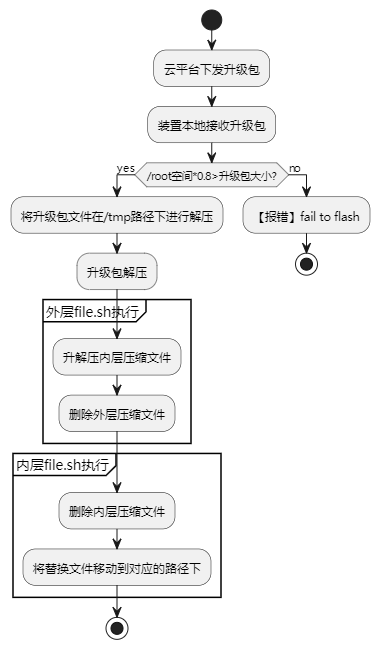 云平台下发升级包
装置本地接收升级包
yes
/root空间*0.8>升级包大小?
no
将升级包文件在/tmp路径下进行解压
【报错】fail to flash
升级包解压
外层file.sh执行
升解压内层压缩文件
删除外层压缩文件
内层file.sh执行
删除内层压缩文件
将替换文件移动到对应的路径下